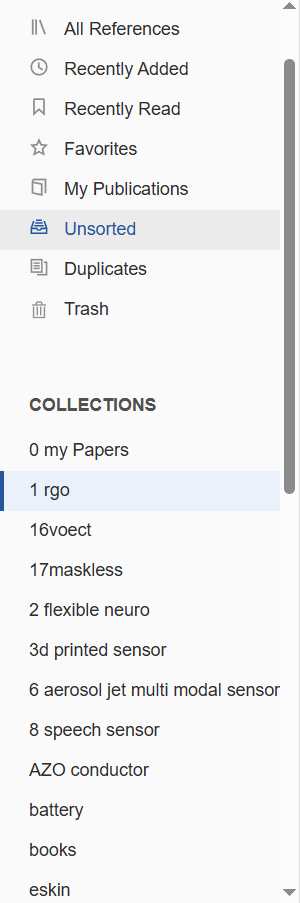 All References
Recently Added
Recently Read
Favorites
My Publications
Unsorted
Duplicates
Trash
COLLECTIONS
0 my Papers
1 rgo
16voect
17maskless
2 flexible neuro
3d printed sensor
6 aerosol jet multi modal sensor
8 speech sensor
AZO conductor
battery
books
eskin